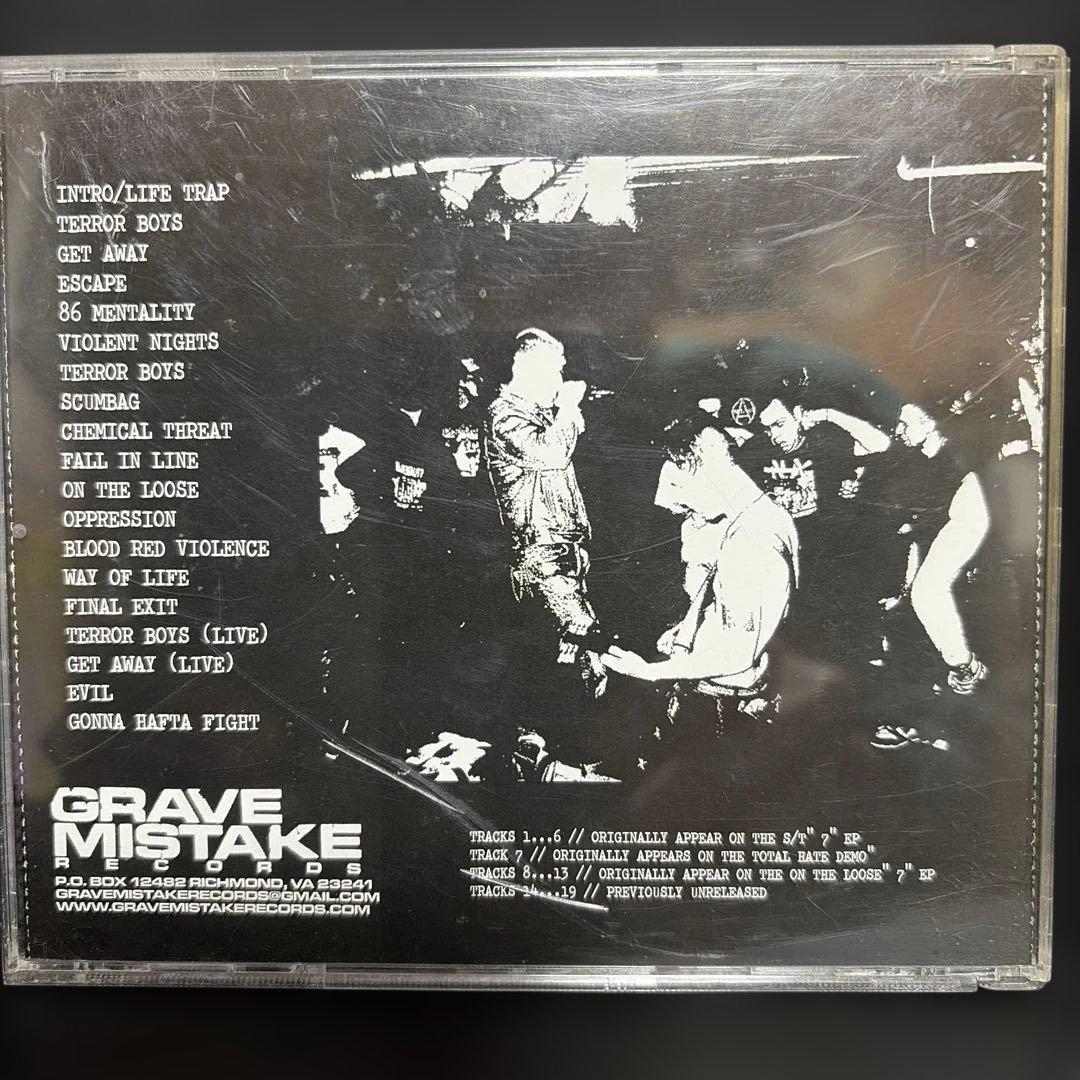 INTRO/LIFE TRAP
TERROR BOYS
GET AWAY
ESCAPE
86 MENTALITY
VIOLENT NIGHTS
TERROR BOYS
SCUMBAG
CHEMICAL THREAT
FALL IN LINE
ON THE LOOSE
OPPRESSION
BLOOD RED VIOLENCE
WAY OF LIFE
FINAL EXIT
TERROR BOYS (LIVE)
GET AWAY (LIVE)
EVIL
GONNA HAFTA FIGHT
GRAVE
MISTAKE
RECORDS
P.O. BOX 12482 RICHMOND, VA 23241
GRAVEMISTAKERECORDS@GMAIL.COM
WWW.GRAVEMISTAKERECORDS.COM
TRACKS 1...6 // ORIGINALLY APPEAR ON THE S/T" 7" EP
TRACK 7 // ORIGINALLY APPEARS ON THE TOTAL HATE DEMO"
TRACKS 8...13 // ORIGINALLY APPEAR ON THE ON THE LOOSE" 7" EP
TRACKS 14...19 // PREVIOUSLY UNRELEASED